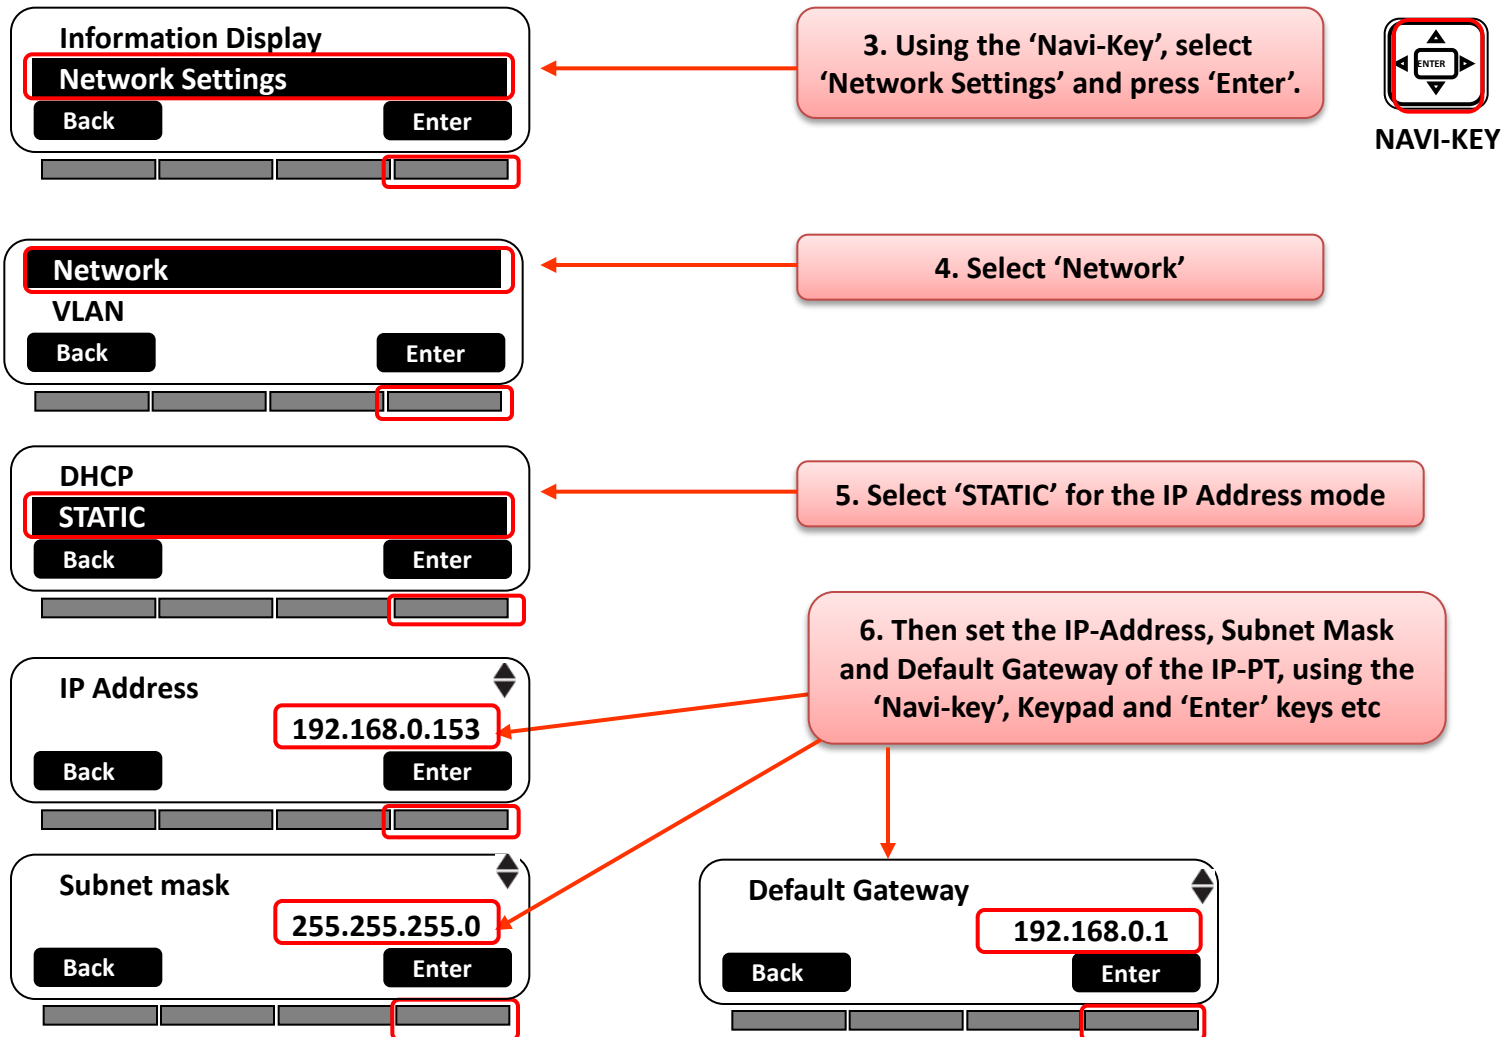 Information Display
Network Settings
Back
Enter
3. Using the ‘Navi-Key’, select
‘Network Settings’ and press ‘Enter’.
ENTER
NAVI-KEY
Network
VLAN
Back
Enter
4. Select ‘Network’
DHCP
STATIC
Back
Enter
5. Select ‘STATIC’ for the IP Address mode
6. Then set the IP-Address, Subnet Mask
and Default Gateway of the IP-PT, using the
‘Navi-key’, Keypad and ‘Enter’ keys etc
IP Address
192.168.0.153
Back
Enter
Subnet mask
255.255.255.0
Back
Enter
Default Gateway
192.168.0.1
Back
Enter